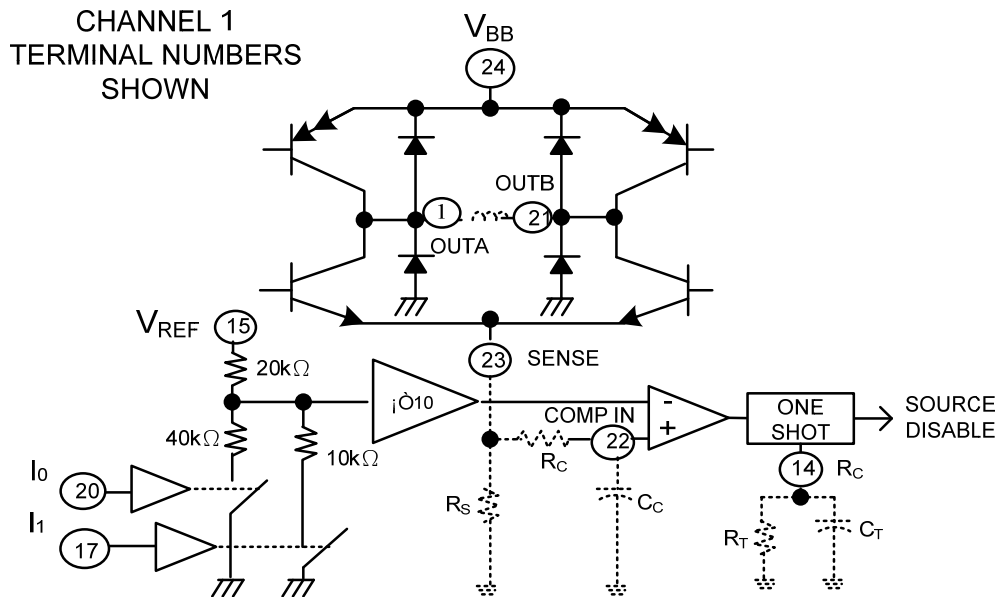 CHANNEL 1
TERMINAL NUMBERS
SHOWN
VBB
24
OUTB
1
21
OUTA
VREF
15
20kΩ
23
SENSE
40kΩ
10kΩ
¡Ò10
COMP IN
-
+
22
RC
CC
ONE
SHOT
SOURCE
DISABLE
14
RC
I0
20
I1
17
RS
RT
CT